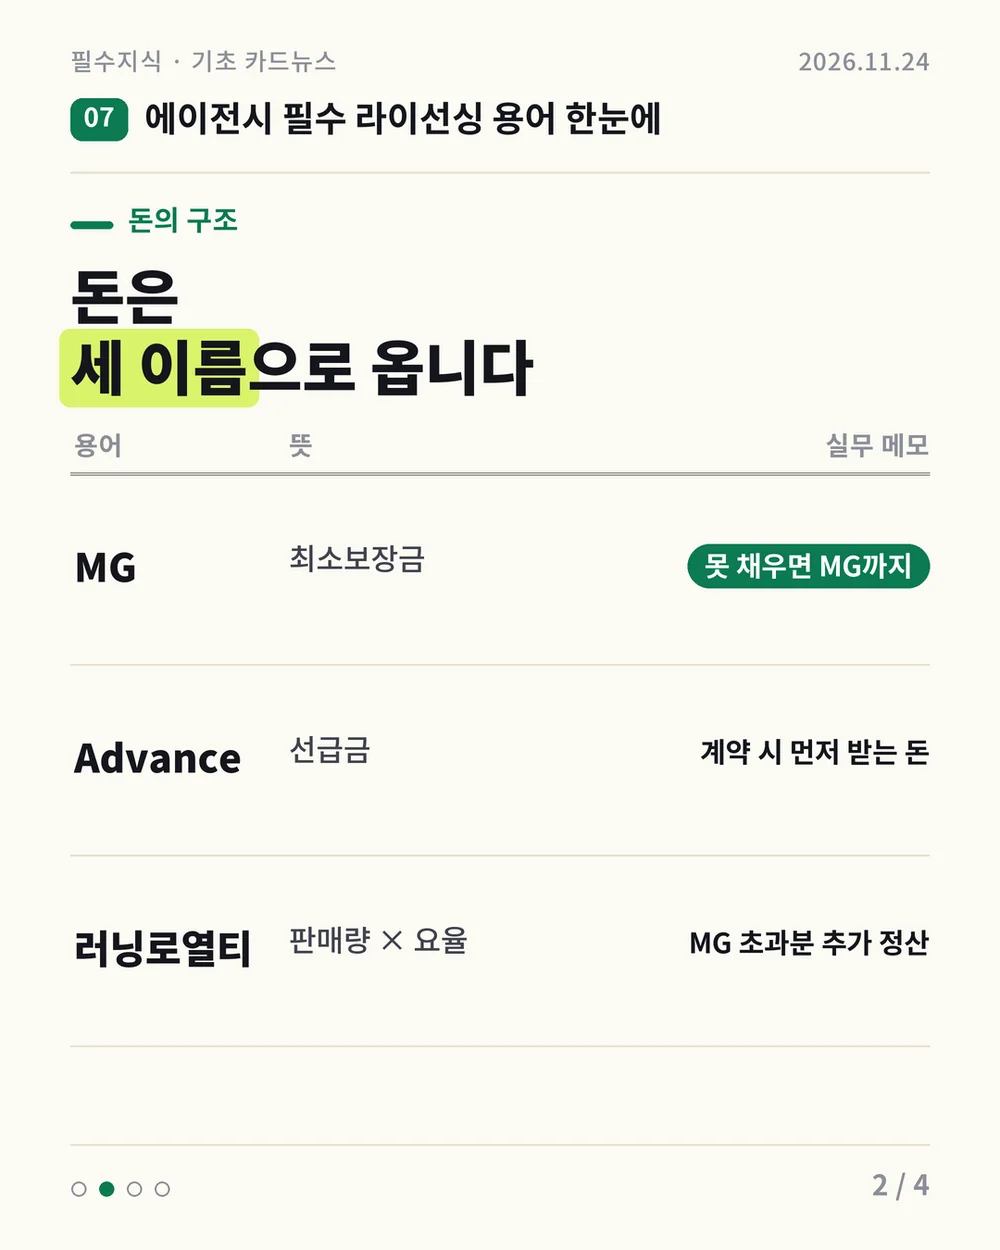 필수지식 · 기초 카드뉴스 2026.11.24
07 에이전시 필수 라이선싱 용어 한눈에
돈의 구조
돈은
세 이름으로 옵니다
용어 뜻 실무 메모
MG 최소보장금 못 채우면 MG까지
Advance 선급금 계약 시 먼저 받는 돈
러닝로열티 판매량 × 요율 MG 초과분 추가 정산
2 / 4